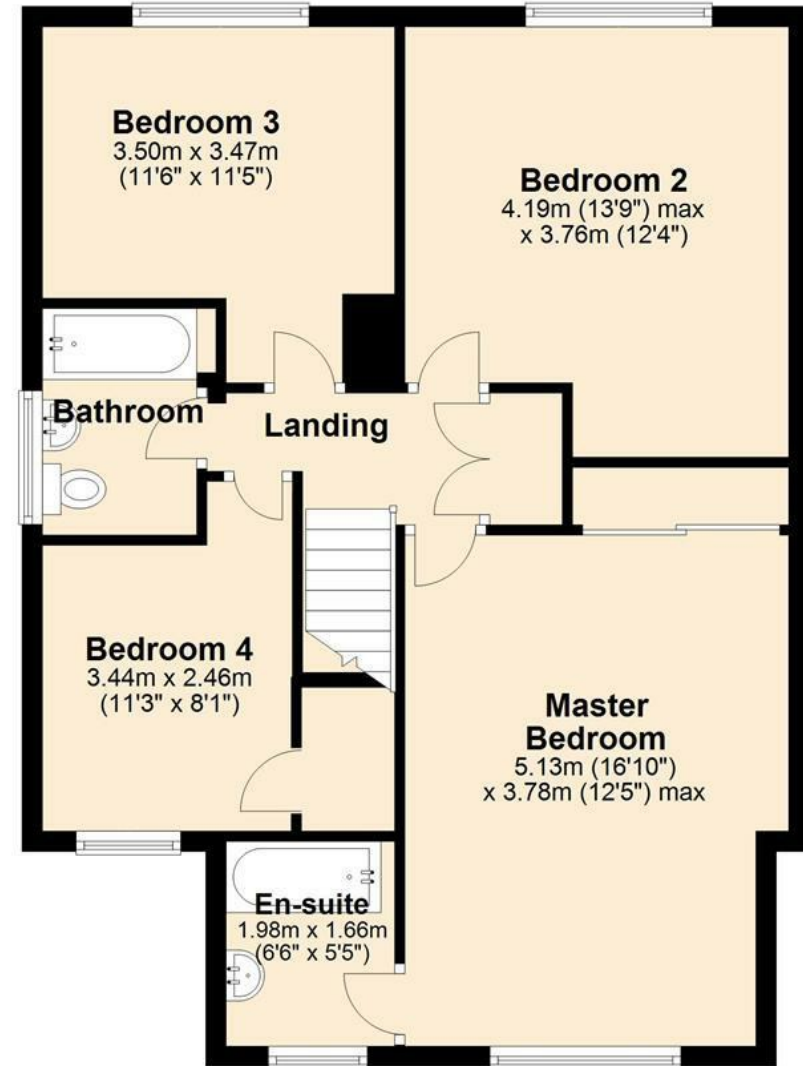 Bedroom 3
3.50m x 3.47m
(11'6" x 11'5")
Bedroom 2
4.19m (13'9") max
x 3.76m (12'4")
Bathroom
Landing
Bedroom 4
3.44m x 2.46m
(11'3" x 8'1")
Master
Bedroom
5.13m (16'10")
x 3.78m (12'5") max
En-suite
1.98m x 1.66m
(6'6" x 5'5")